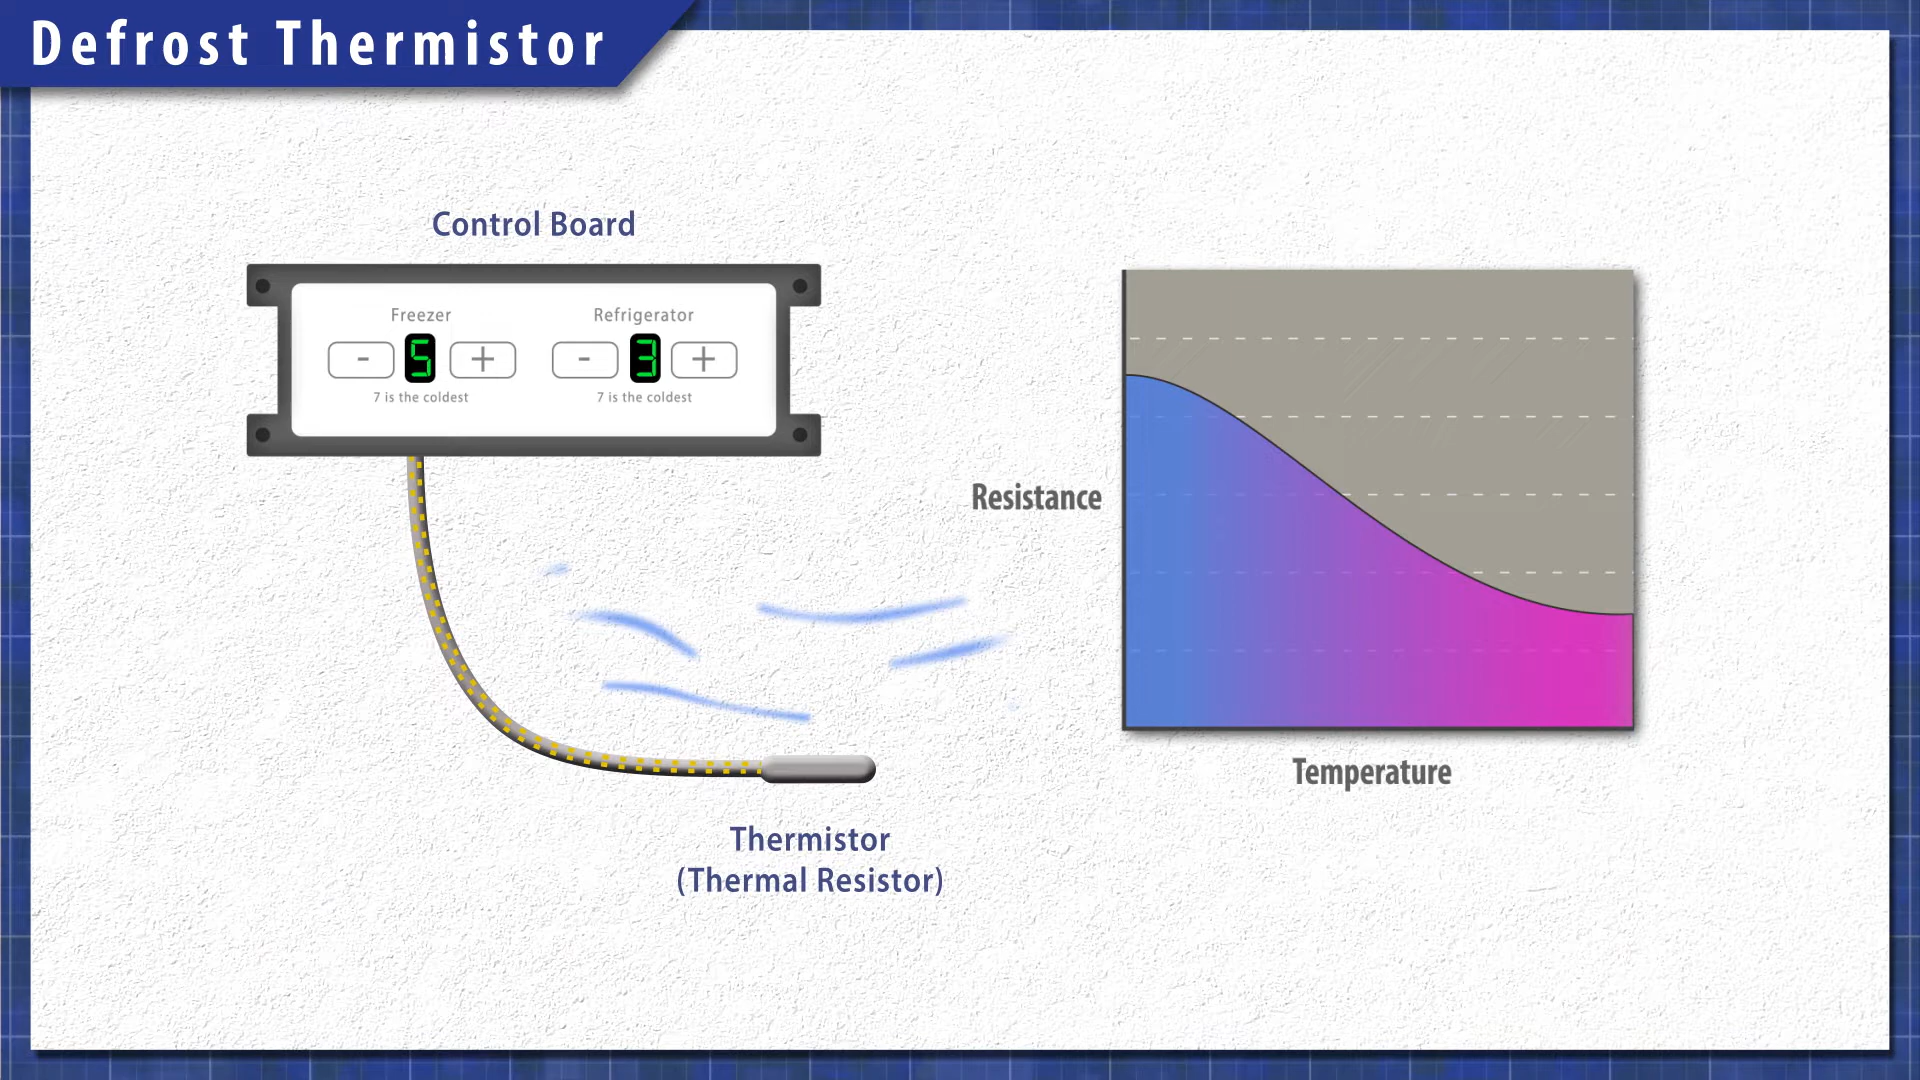 Defrost Thermistor
Control Board
Freezer
Refrigerator
- 5 +
- 3 +
7 is the coldest
7 is the coldest
Resistance
Temperature
Thermistor
(Thermal Resistor)